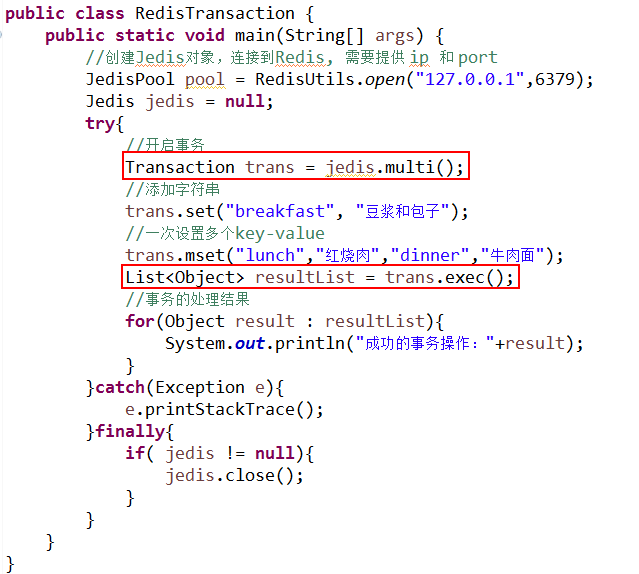 public class RedisTransaction {
    public static void main(String[] args) {
        //创建Jedis对象，连接到Redis, 需要提供 ip 和 port
        JedisPool pool = RedisUtils.open("127.0.0.1",6379);
        Jedis jedis = null;
        try{
            //开启事务
            Transaction trans = jedis.multi();
            //添加字符串
            trans.set("breakfast", "豆浆和包子");
            //一次设置多个key-value
            trans.mset("lunch","红烧肉","dinner","牛肉面");
            List<Object> resultList = trans.exec();
            //事务的处理结果
            for(Object result : resultList){
                System.out.println("成功的事务操作："+result);
            }
        }catch(Exception e){
            e.printStackTrace();
        }finally{
            if( jedis != null){
                jedis.close();
            }
        }
    }
}